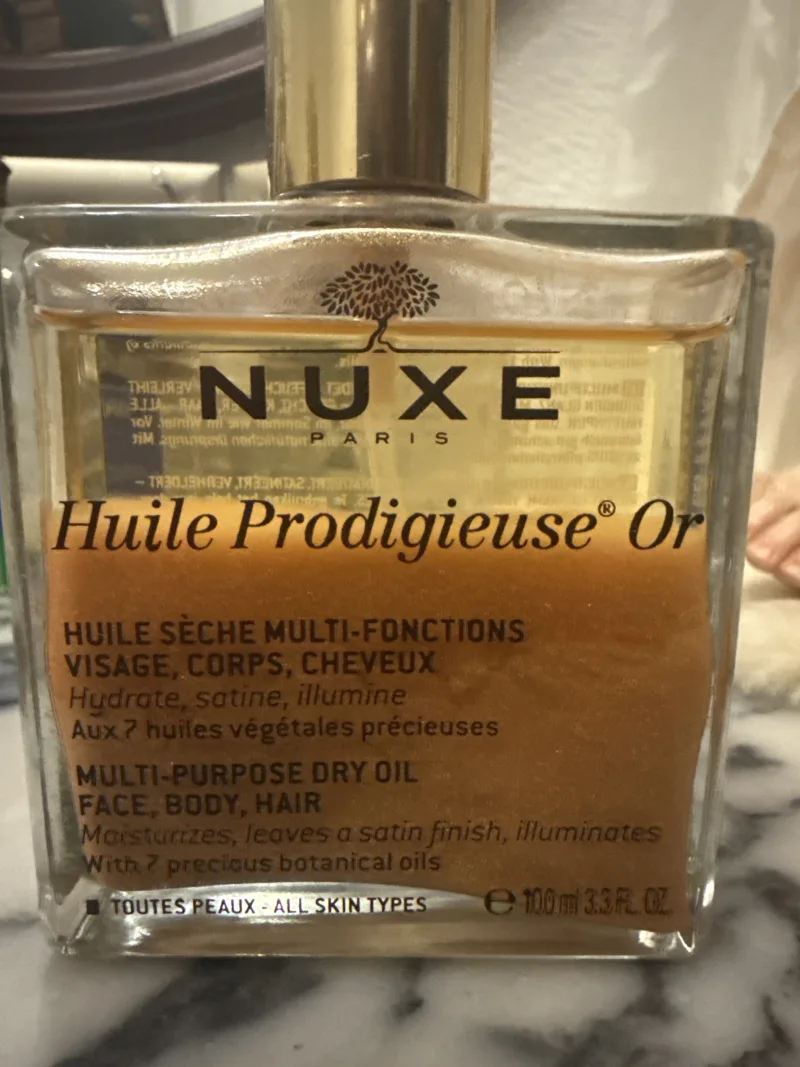 NUXE
PARIS
Huile Prodigieuse® Or
HUILE SÈCHE MULTI-FONCTIONS
VISAGE, CORPS, CHEVEUX
Hydrate, satine, illumine
Aux 7 huiles végétales précieuses
MULTI-PURPOSE DRY OIL
FACE, BODY, HAIR
Moisturizes, leaves a satin finish, illuminates
With 7 precious botanical oils
TOUTES PEAUX - ALL SKIN TYPES
℮ 100 ml 3.3 FL. OZ.